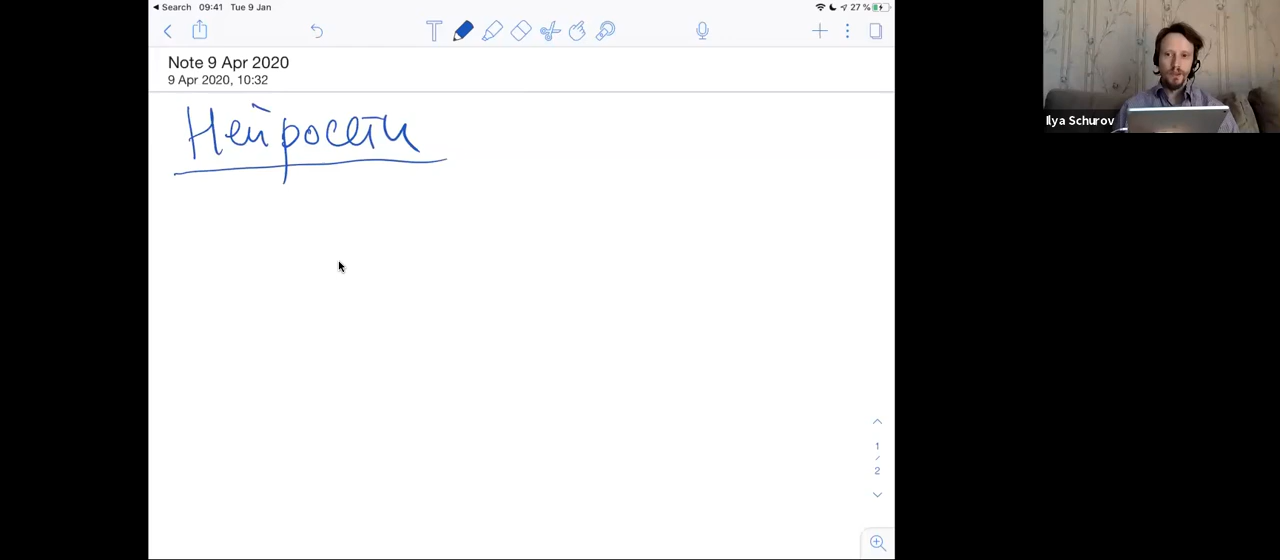 Search 09:41 Tue 9 Jan 27 %
T
Note 9 Apr 2020
9 Apr 2020, 10:32
Нейросети
Ilya Schurov
1
/
2